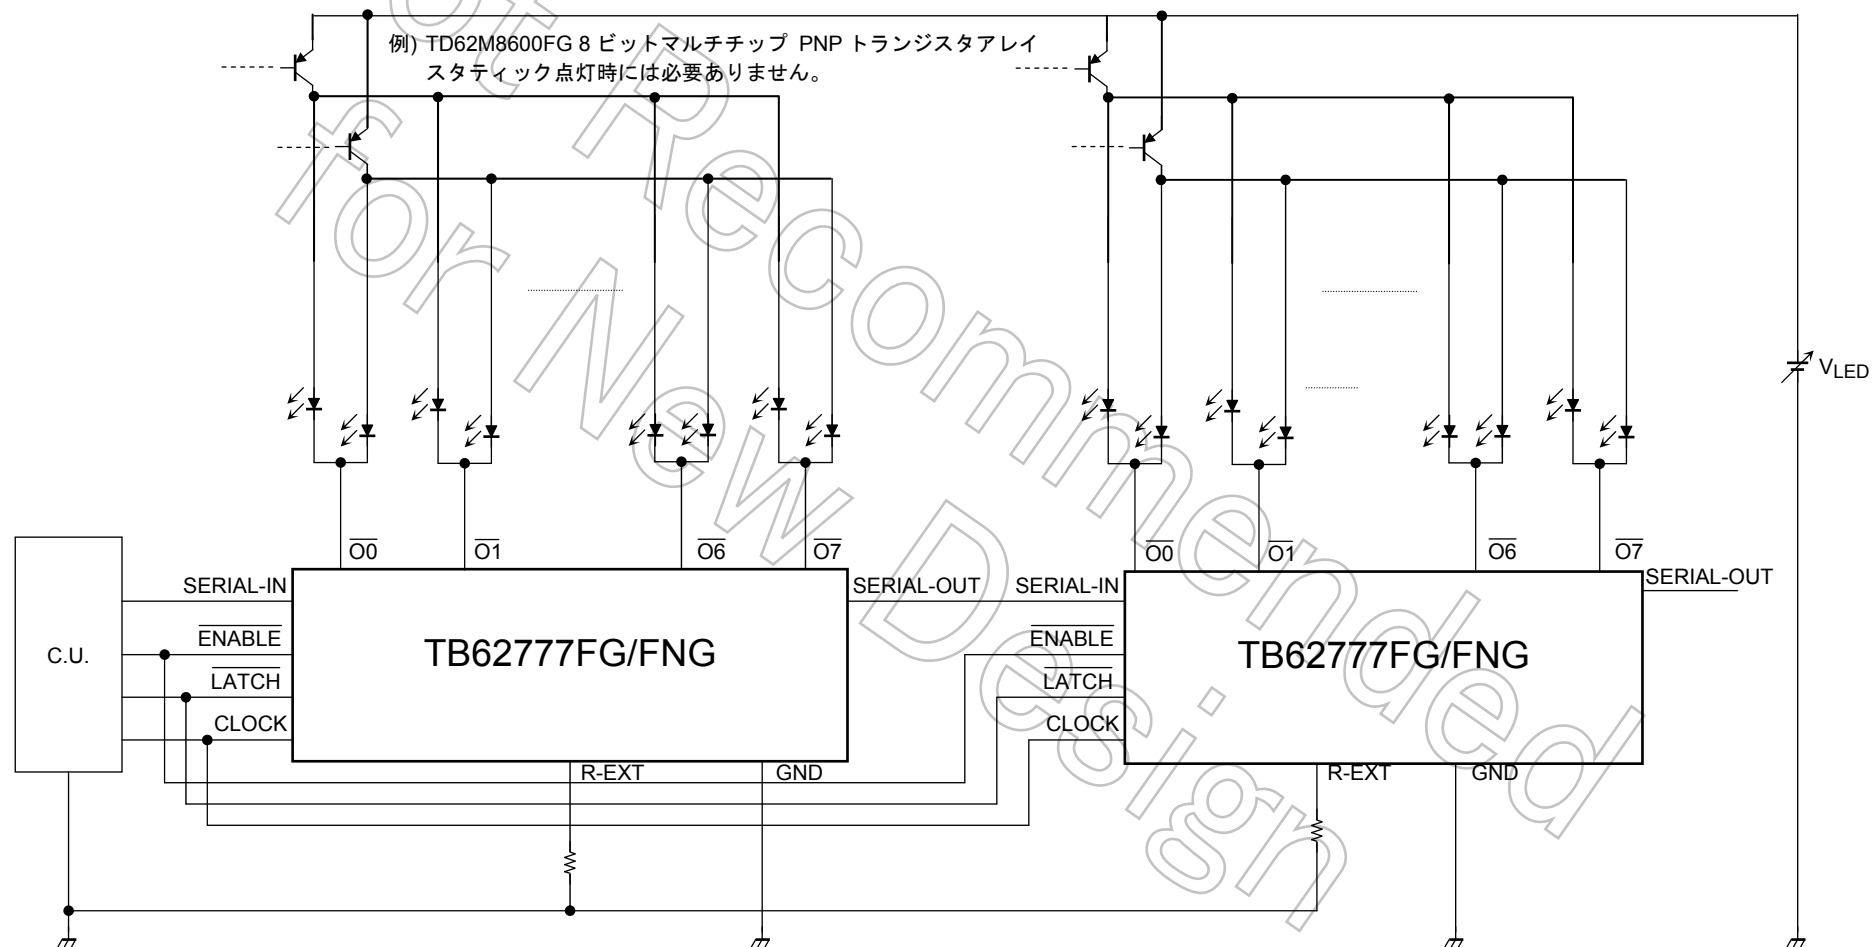 例) TD62M8600FG 8 ビットマルチチップ PNP トランジスタアレイ
スタティック点灯時には必要ありません。
VLED
O0 O1 O6 O7
O0 O1 O6 O7
C.U.
SERIAL-IN
ENABLE
LATCH
CLOCK
TB62777FG/FNG
SERIAL-OUT
R-EXT
GND
SERIAL-IN
ENABLE
LATCH
CLOCK
TB62777FG/FNG
SERIAL-OUT
R-EXT
GND
Not Recommended
for New Design